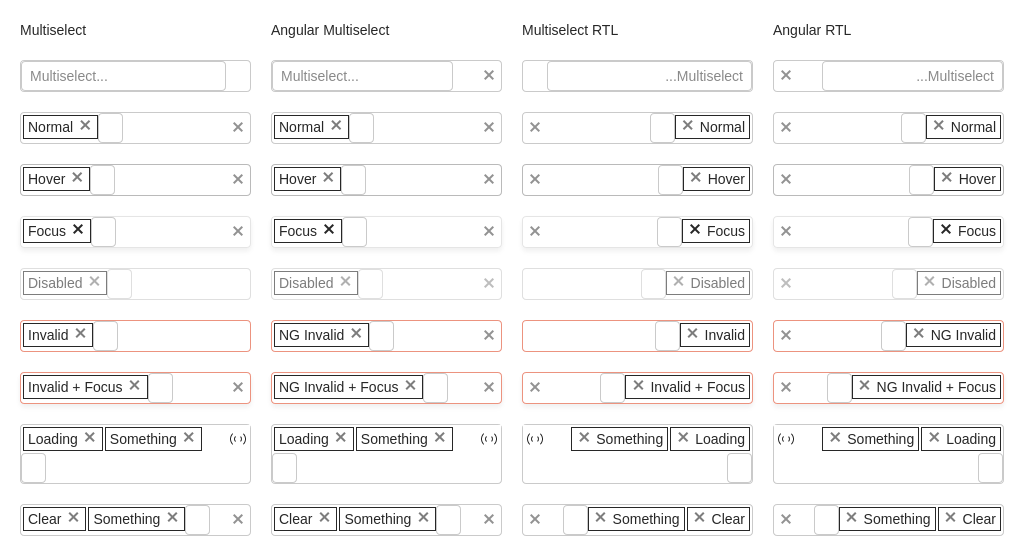 Multiselect Angular Multiselect Multiselect RTL Angular RTL
Multiselect... Multiselect... ...Multiselect ...Multiselect
Normal Normal Normal Normal
Hover Hover Hover Hover
Focus Focus Focus Focus
Disabled Disabled Disabled Disabled
Invalid NG Invalid Invalid NG Invalid
Invalid + Focus NG Invalid + Focus Invalid + Focus NG Invalid + Focus
Loading Something Loading Something Something Loading Something Loading
Clear Something Clear Something Something Clear Something Clear